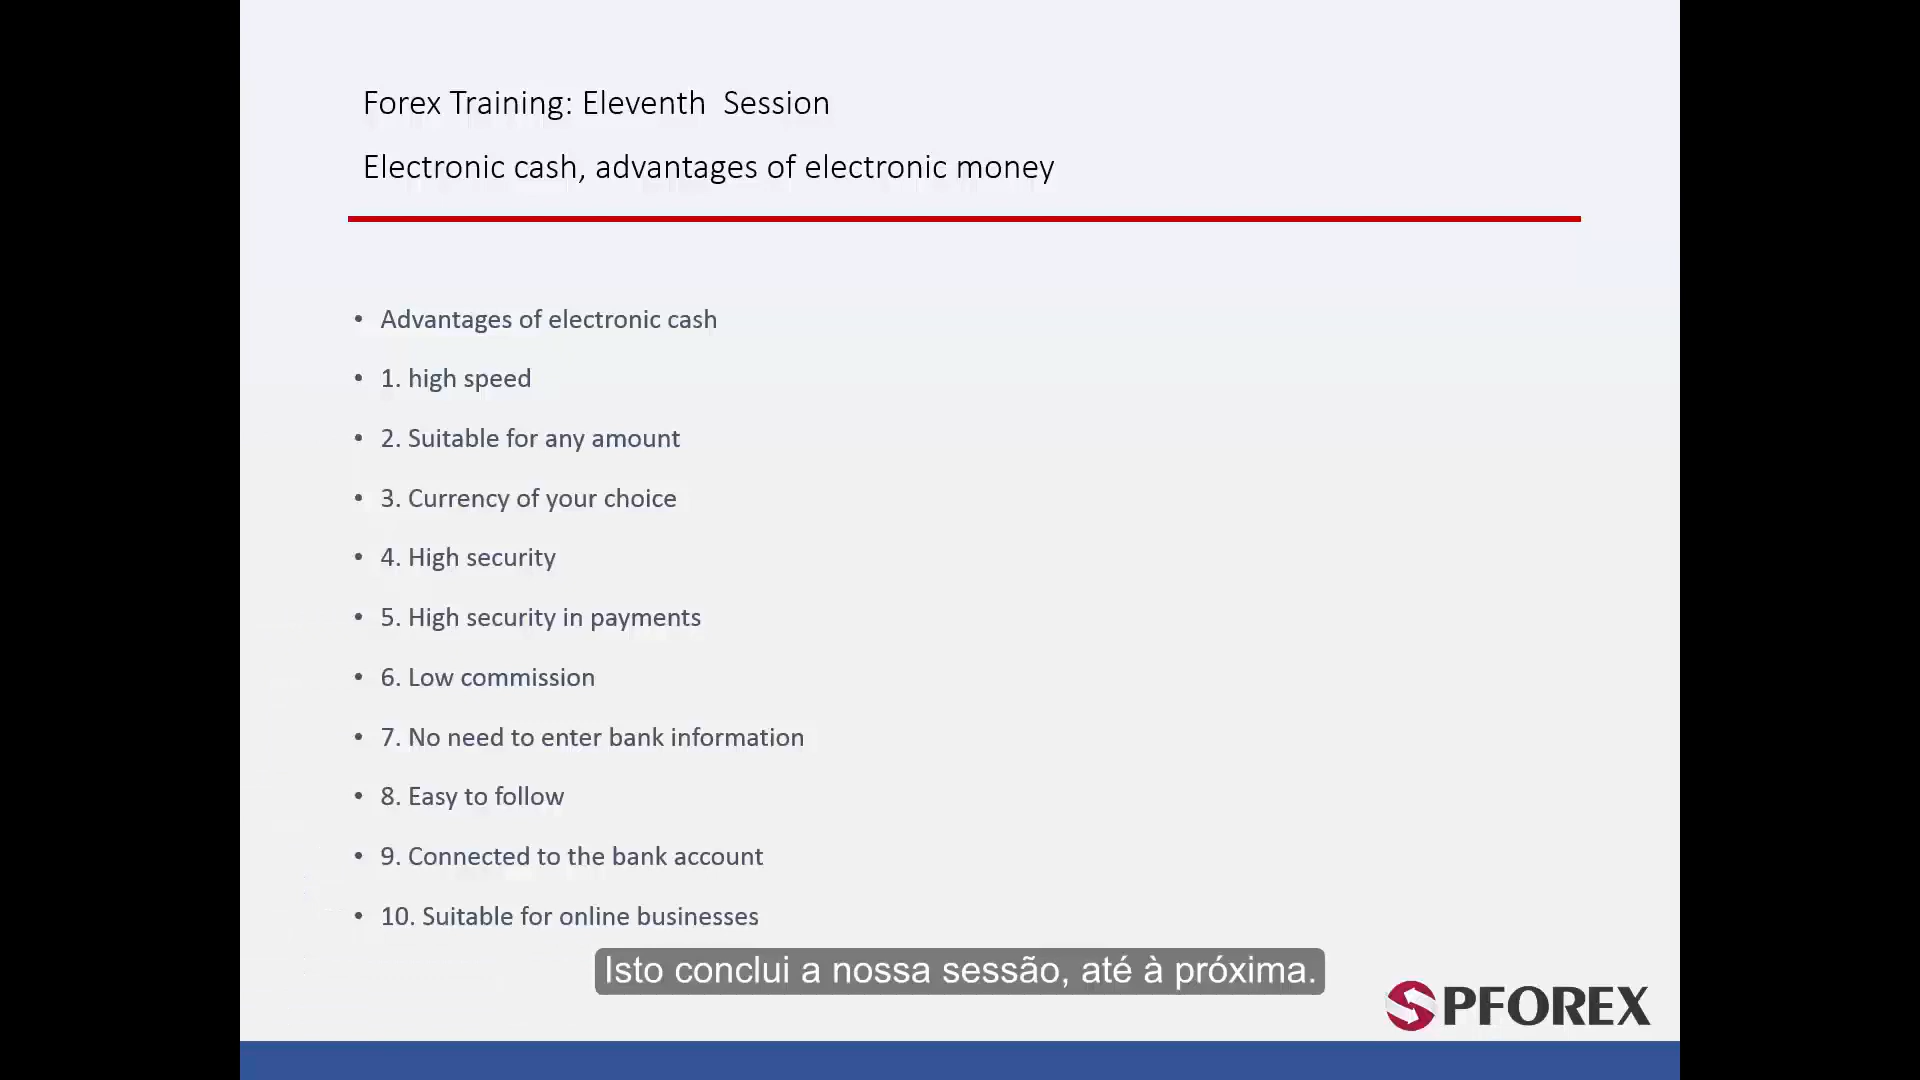 Forex Training: Eleventh  Session
Electronic cash, advantages of electronic money
• Advantages of electronic cash
• 1. high speed
• 2. Suitable for any amount
• 3. Currency of your choice
• 4. High security
• 5. High security in payments
• 6. Low commission
• 7. No need to enter bank information
• 8. Easy to follow
• 9. Connected to the bank account
• 10. Suitable for online businesses
Isto conclui a nossa sessão, até à próxima.
PFOREX